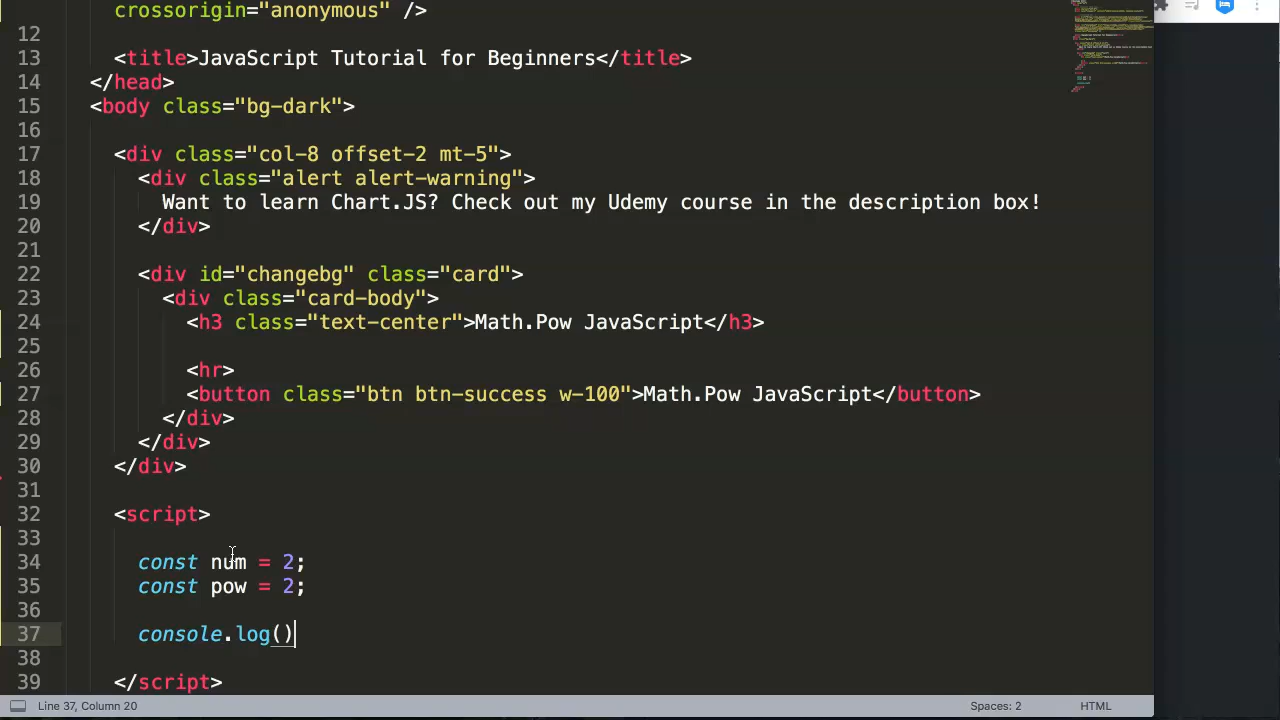 crossorigin="anonymous" />
12
13 <title>JavaScript Tutorial for Beginners</title>
14 </head>
15 <body class="bg-dark">
16
17 <div class="col-8 offset-2 mt-5">
18 <div class="alert alert-warning">
19 Want to learn Chart.JS? Check out my Udemy course in the description box!
20 </div>
21
22 <div id="changebg" class="card">
23 <div class="card-body">
24 <h3 class="text-center">Math.Pow JavaScript</h3>
25
26 <hr>
27 <button class="btn btn-success w-100">Math.Pow JavaScript</button>
28 </div>
29 </div>
30 </div>
31
32 <script>
33
34 const num = 2;
35 const pow = 2;
36
37 console.log()
38
39 </script>
Line 37, Column 20 Spaces: 2 HTML